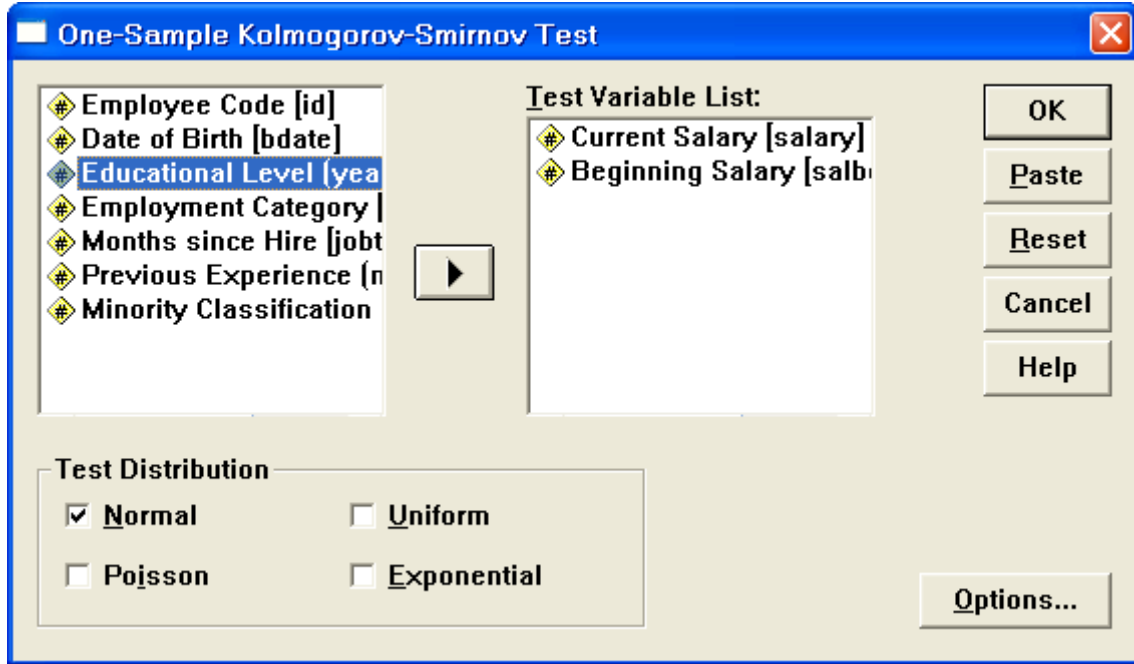 One-Sample Kolmogorov-Smirnov Test
Employee Code [id]
Date of Birth [bdate]
Educational Level (yea
Employment Category [
Months since Hire [jobt
Previous Experience (n
Minority Classification
Test Variable List:
Current Salary [salary]
Beginning Salary [salb
OK
Paste
Reset
Cancel
Help
Test Distribution
Normal
Uniform
Poisson
Exponential
Options...